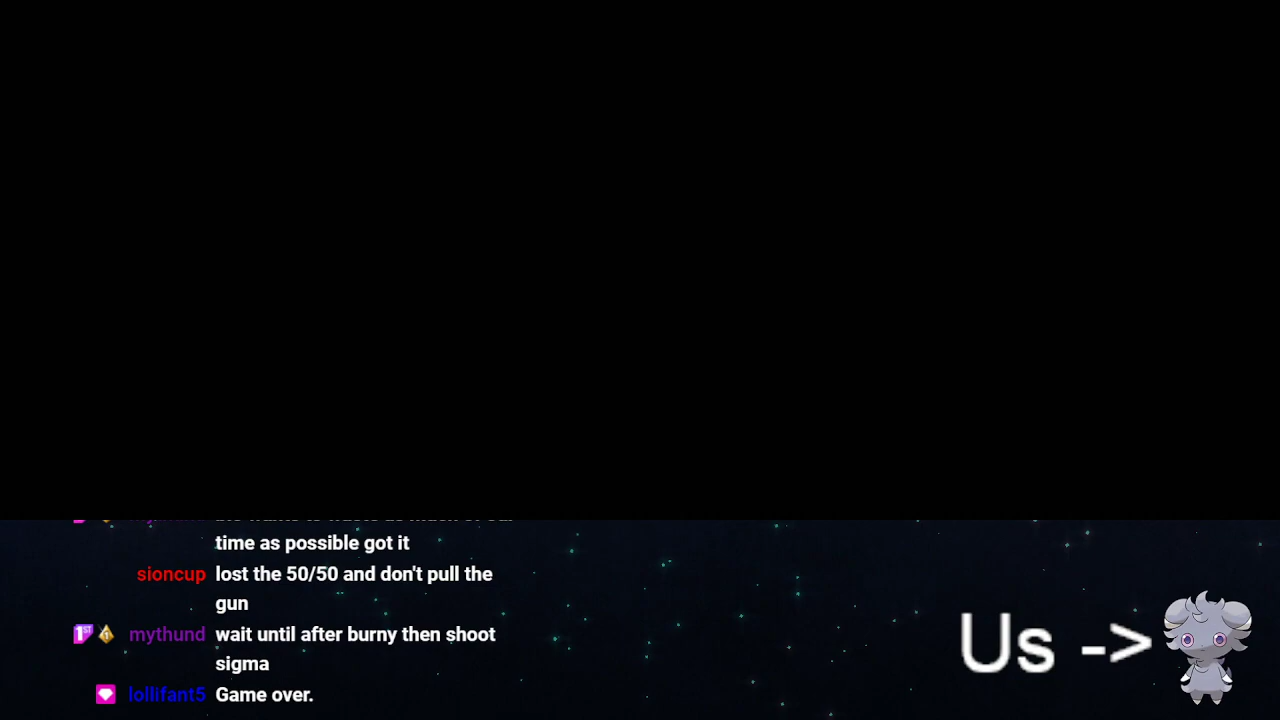 time as possible got it
sioncup lost the 50/50 and don't pull the
gun
mythund wait until after burny then shoot
sigma
lollifant5 Game over.
Us ->